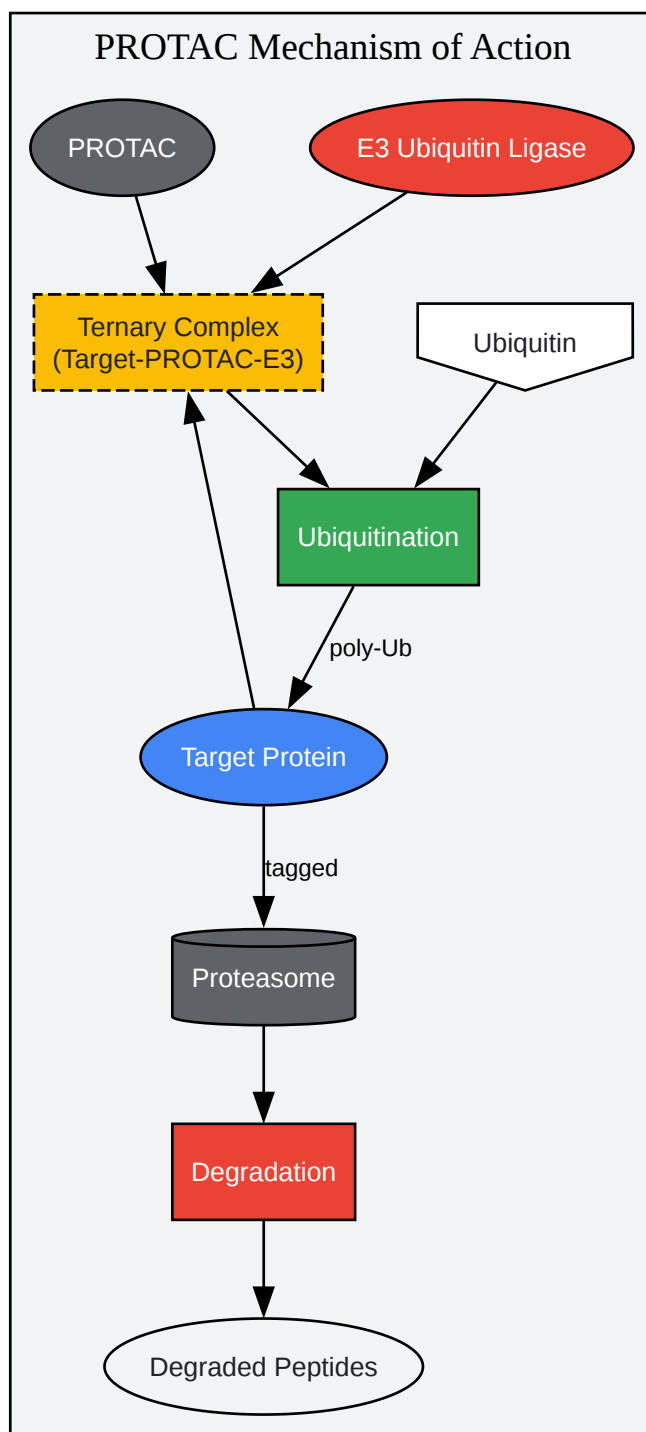 PROTAC Mechanism of Action
PROTAC
E3 Ubiquitin Ligase
Ternary Complex
(Target-PROTAC-E3)
Ubiquitin
Ubiquitination
poly-Ub
Target Protein
tagged
Proteasome
Degradation
Degraded Peptides